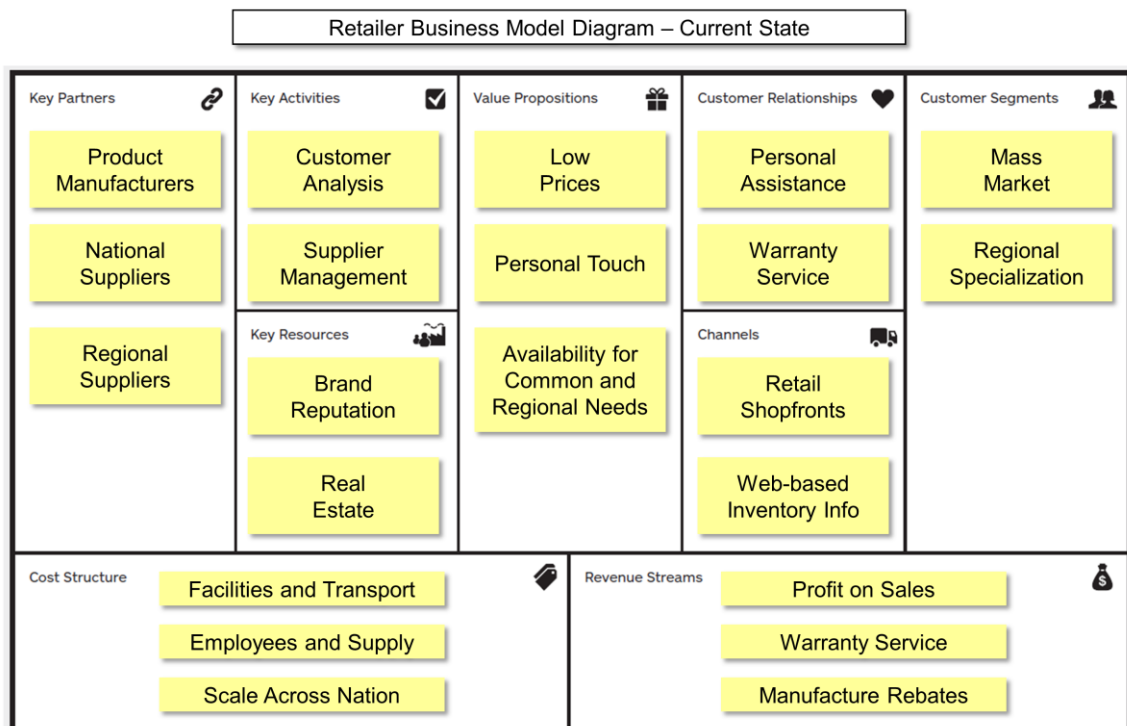 Retailer Business Model Diagram – Current State
Key Partners
Product
Manufacturers
National
Suppliers
Regional
Suppliers
Key Activities
Customer
Analysis
Supplier
Management
Key Resources
Brand
Reputation
Real
Estate
Value Propositions
Low
Prices
Personal Touch
Availability for
Common and
Regional Needs
Customer Relationships
Personal
Assistance
Warranty
Service
Channels
Retail
Shopfronts
Web-based
Inventory Info
Customer Segments
Mass
Market
Regional
Specialization
Cost Structure
Facilities and Transport
Employees and Supply
Scale Across Nation
Revenue Streams
$
Profit on Sales
Warranty Service
Manufacture Rebates